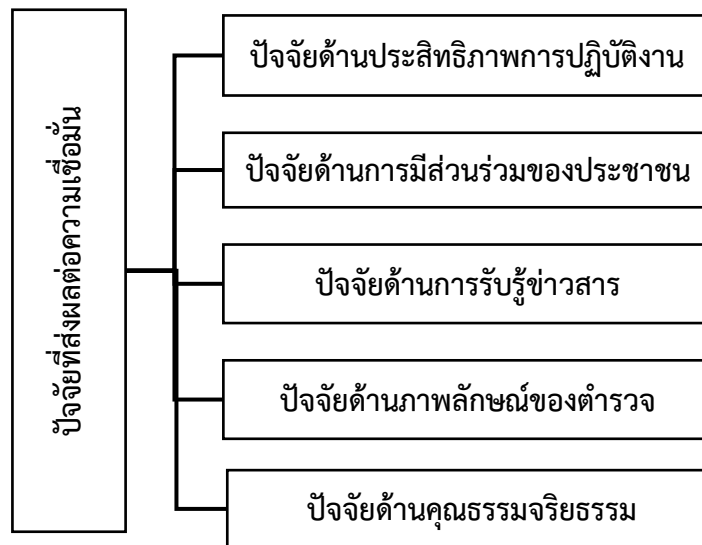 ปัจจัยที่ส่งผลต่อความเชื่อมั่น
ปัจจัยด้านประสิทธิภาพการปฏิบัติงาน
ปัจจัยด้านการมีส่วนร่วมของประชาชน
ปัจจัยด้านการรับรู้ข่าวสาร
ปัจจัยด้านภาพลักษณ์ของตำรวจ
ปัจจัยด้านคุณธรรมจริยธรรม